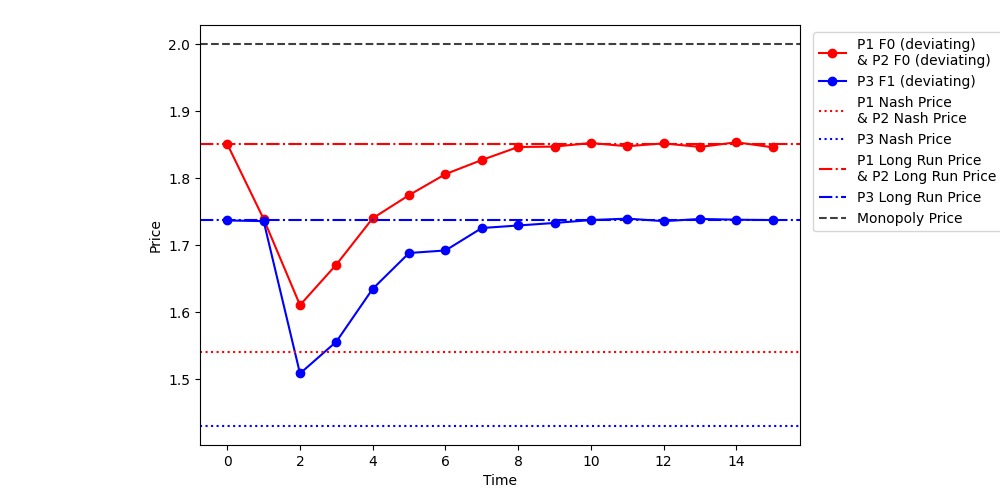 2.0
1.9
1.8
1.7
1.6
1.5
Price
0
2
4
6
8
10
12
14
Time
P1 F0 (deviating)
& P2 F0 (deviating)
P3 F1 (deviating)
P1 Nash Price
& P2 Nash Price
P3 Nash Price
P1 Long Run Price
& P2 Long Run Price
P3 Long Run Price
Monopoly Price